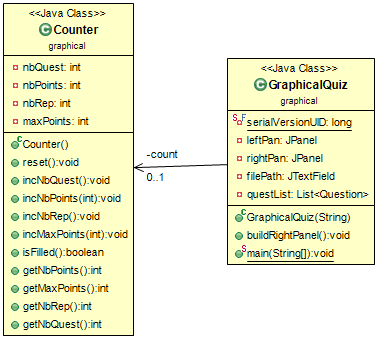 <<Java Class>>
Counter
graphical
nbQuest: int
nbPoints: int
nbRep: int
maxPoints: int
Counter()
reset():void
incNbQuest():void
incNbPoints(int):void
incNbRep():void
incMaxPoints(int):void
isFilled():boolean
getNbPoints():int
getMaxPoints():int
getNbRep():int
getNbQuest():int
-count
0..1
<<Java Class>>
GraphicalQuiz
graphical
serialVersionUID: long
leftPan: JPanel
rightPan: JPanel
filePath: JTextField
questList: List<Question>
GraphicalQuiz(String)
buildRightPanel():void
main(String[]):void